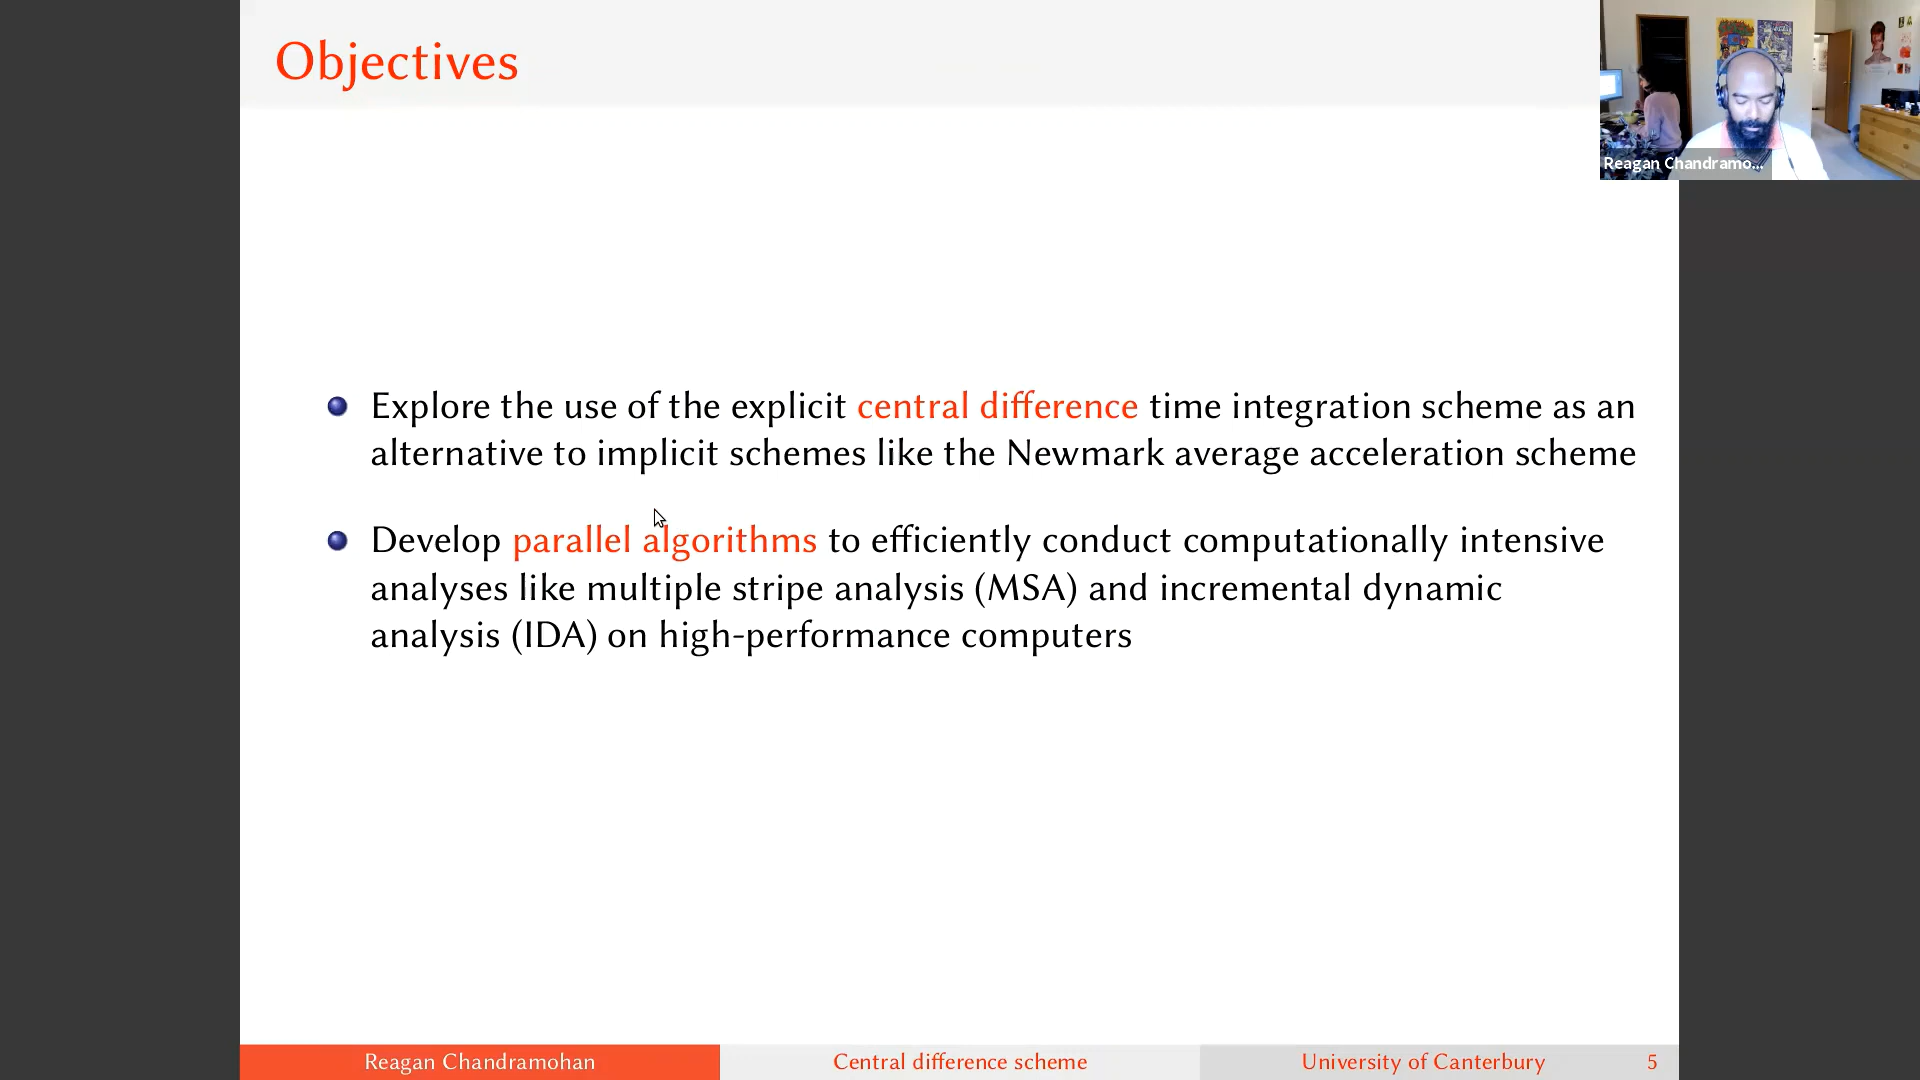 Objectives
Reagan Chandramo...
Explore the use of the explicit central difference time integration scheme as an
alternative to implicit schemes like the Newmark average acceleration scheme
Develop parallel algorithms to efficiently conduct computationally intensive
analyses like multiple stripe analysis (MSA) and incremental dynamic
analysis (IDA) on high-performance computers
Reagan Chandramohan
Central difference scheme
University of Canterbury
5